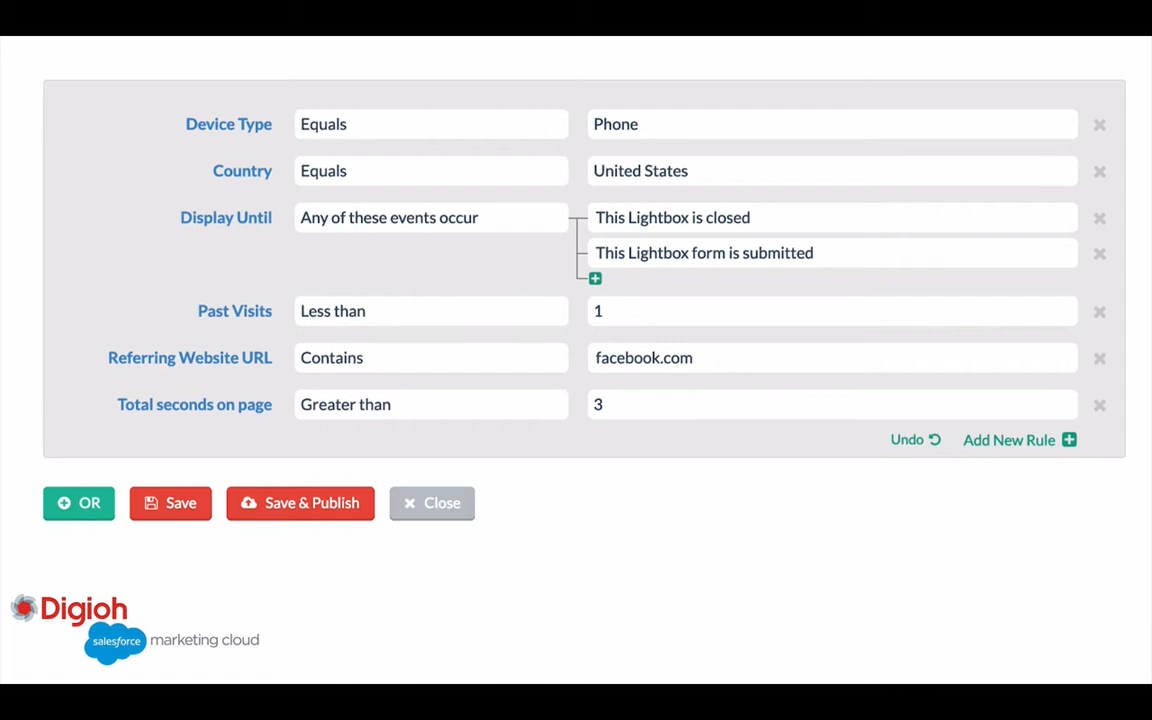 Device Type Equals Phone
Country Equals United States
Display Until Any of these events occur This Lightbox is closed
This Lightbox form is submitted
Past Visits Less than 1
Referring Website URL Contains facebook.com
Total seconds on page Greater than 3
Undo Add New Rule
OR Save Save & Publish Close
Digioh
salesforce marketing cloud